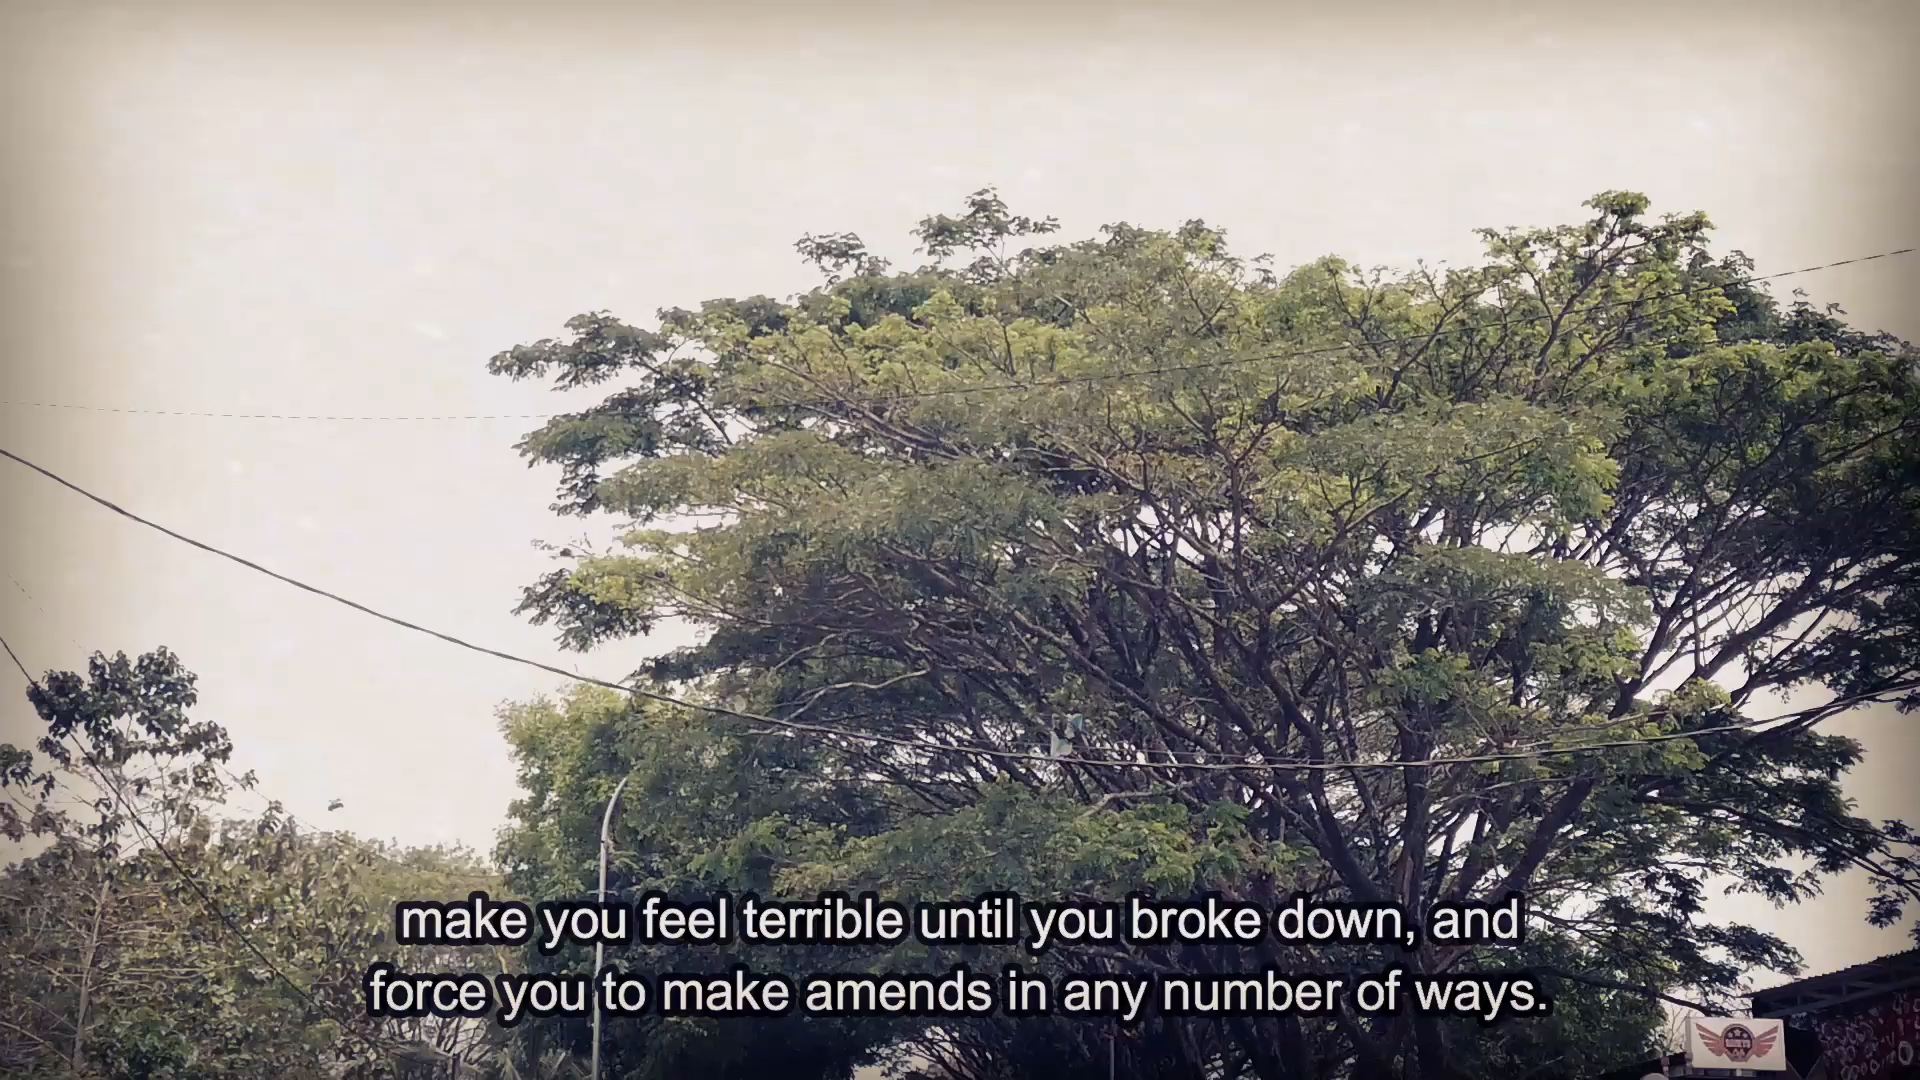 make you feel terrible until you broke down, and
force you to make amends in any number of ways.